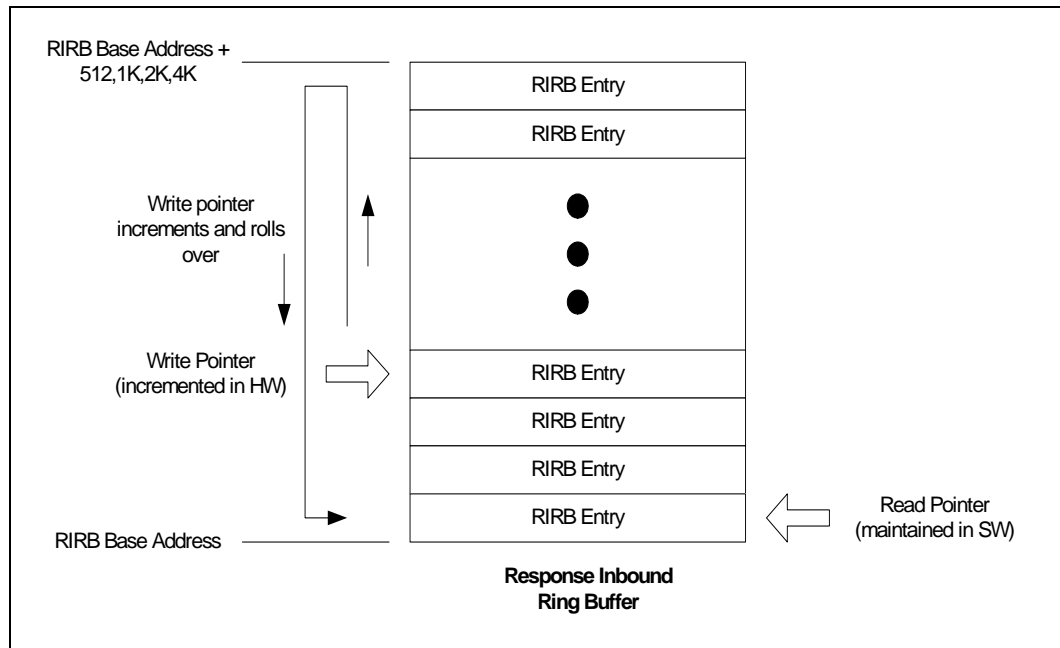 RIRB Base Address +
512,1K,2K,4K
RIRB Entry
RIRB Entry
Write pointer
increments and rolls
over
Write Pointer
(incremented in HW)
RIRB Entry
RIRB Entry
RIRB Entry
RIRB Entry
Read Pointer
(maintained in SW)
RIRB Base Address
Response Inbound
Ring Buffer